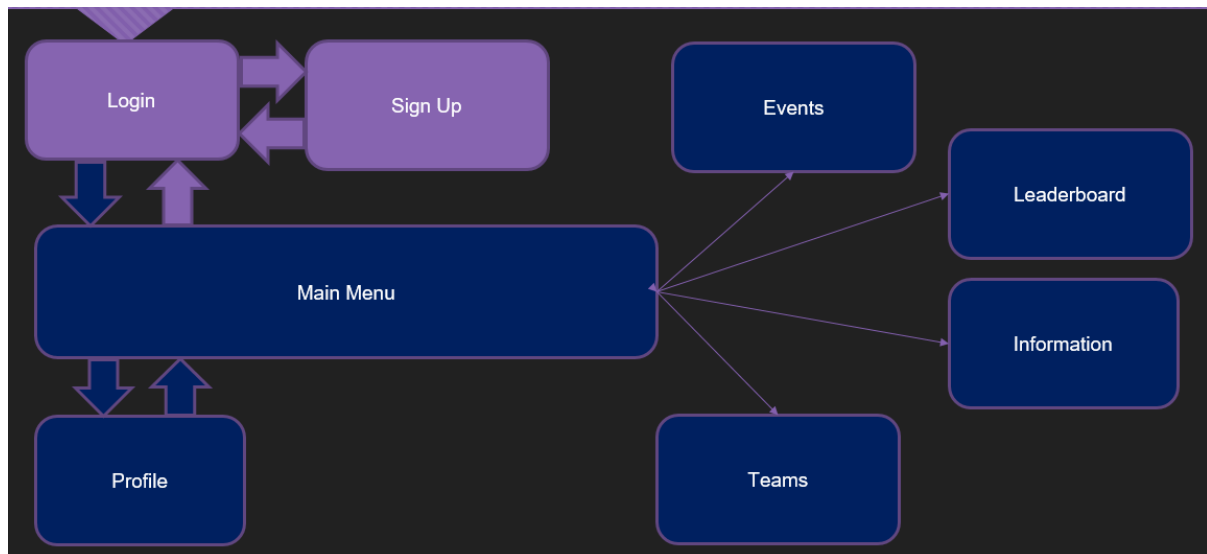 Login
Sign Up
Events
Leaderboard
Main Menu
Information
Profile
Teams